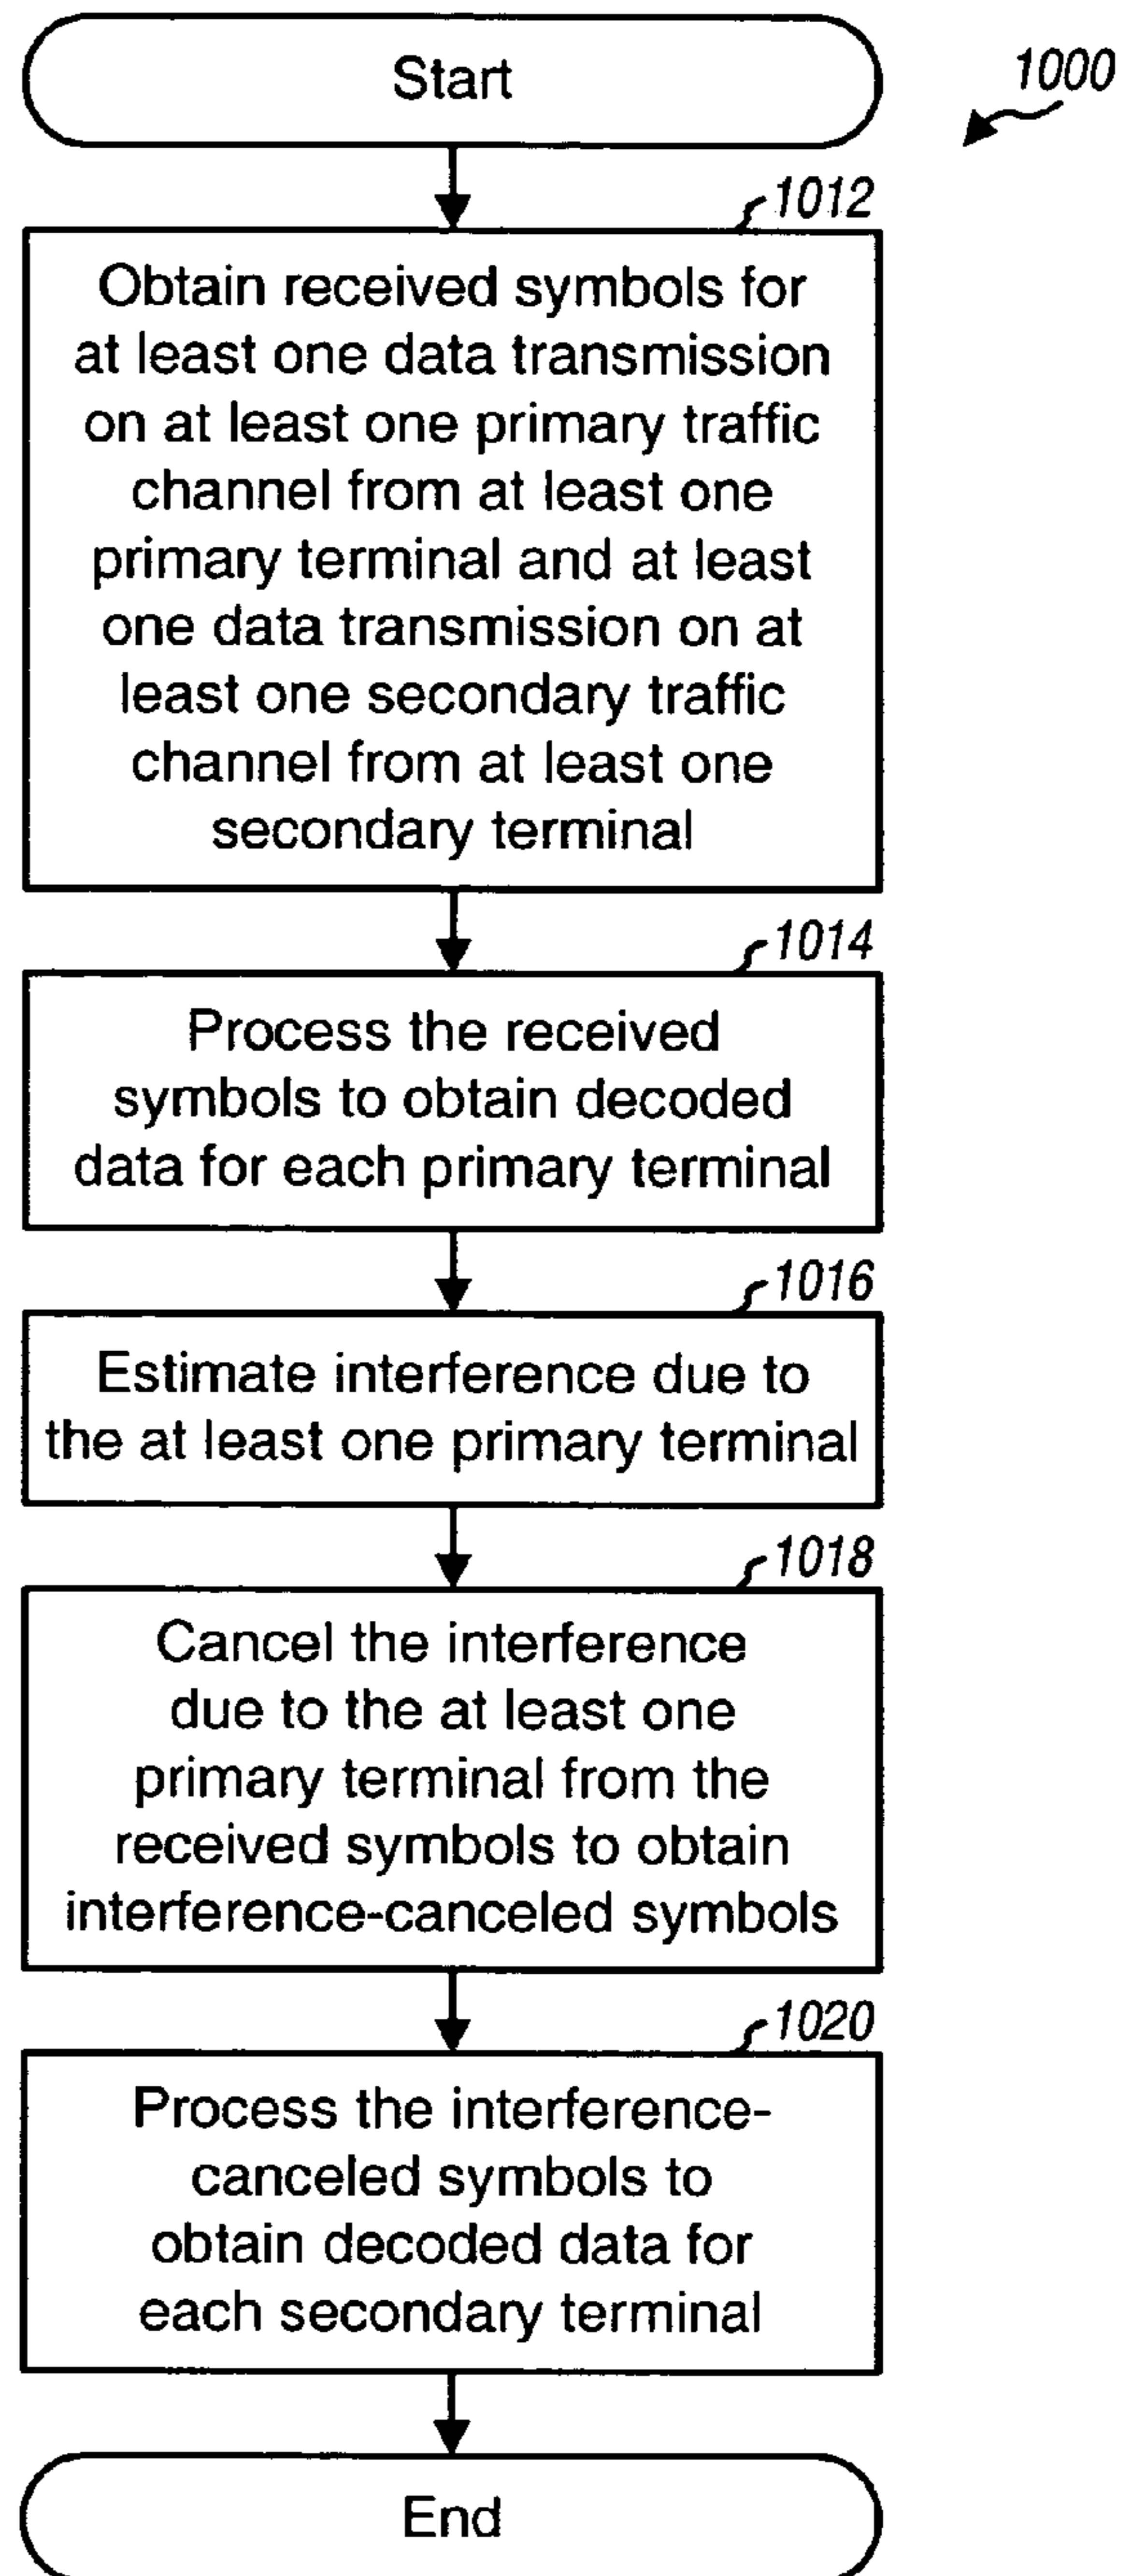 Start
1000
1012
Obtain received symbols for
at least one data transmission
on at least one primary traffic
channel from at least one
primary terminal and at least
one data transmission on at
least one secondary traffic
channel from at least one
secondary terminal
1014
Process the received
symbols to obtain decoded
data for each primary terminal
1016
Estimate interference due to
the at least one primary terminal
1018
Cancel the interference
due to the at least one
primary terminal from the
received symbols to obtain
interference-canceled symbols
1020
Process the interference-
canceled symbols to
obtain decoded data for
each secondary terminal
End